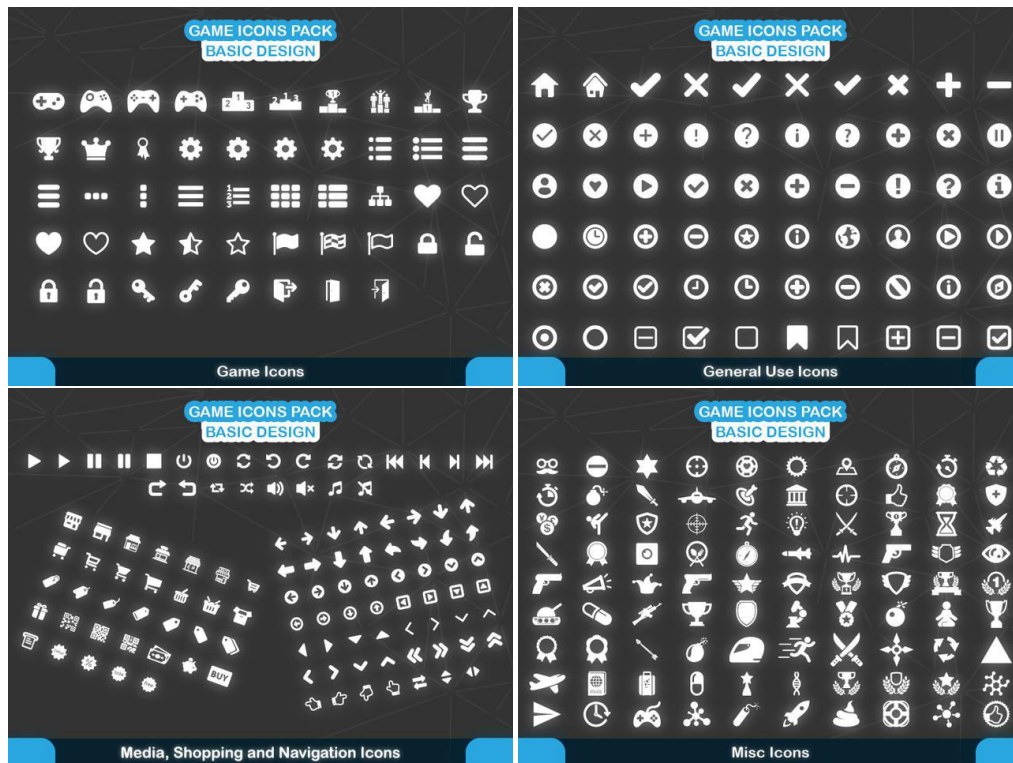 GAME ICONS PACK
BASIC DESIGN
Game Icons
GAME ICONS PACK
BASIC DESIGN
General Use Icons
GAME ICONS PACK
BASIC DESIGN
BUY
Media, Shopping and Navigation Icons
GAME ICONS PACK
BASIC DESIGN
Misc Icons